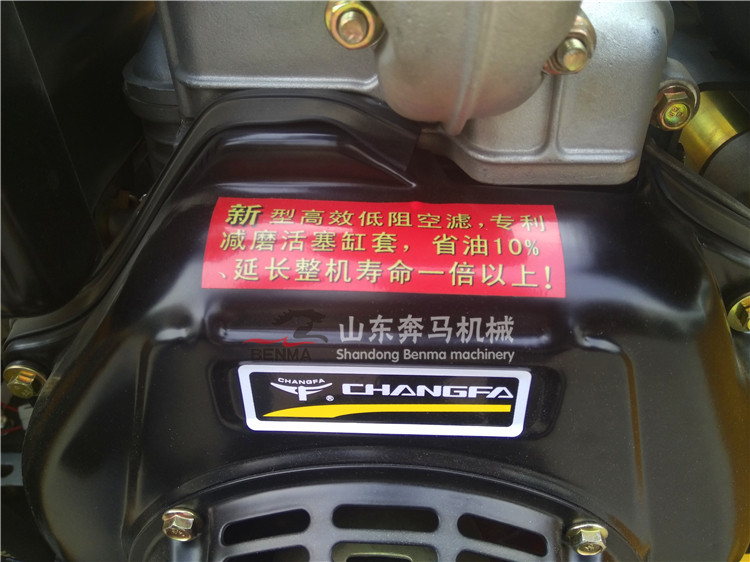 新型高效低阻空滤,专利
减磨活塞缸套，省油10%
、延长整机寿命一倍以上！
山东奔马机械
BENMA
Shandong Benma machinery
CHANGFA
®
CHANGFA